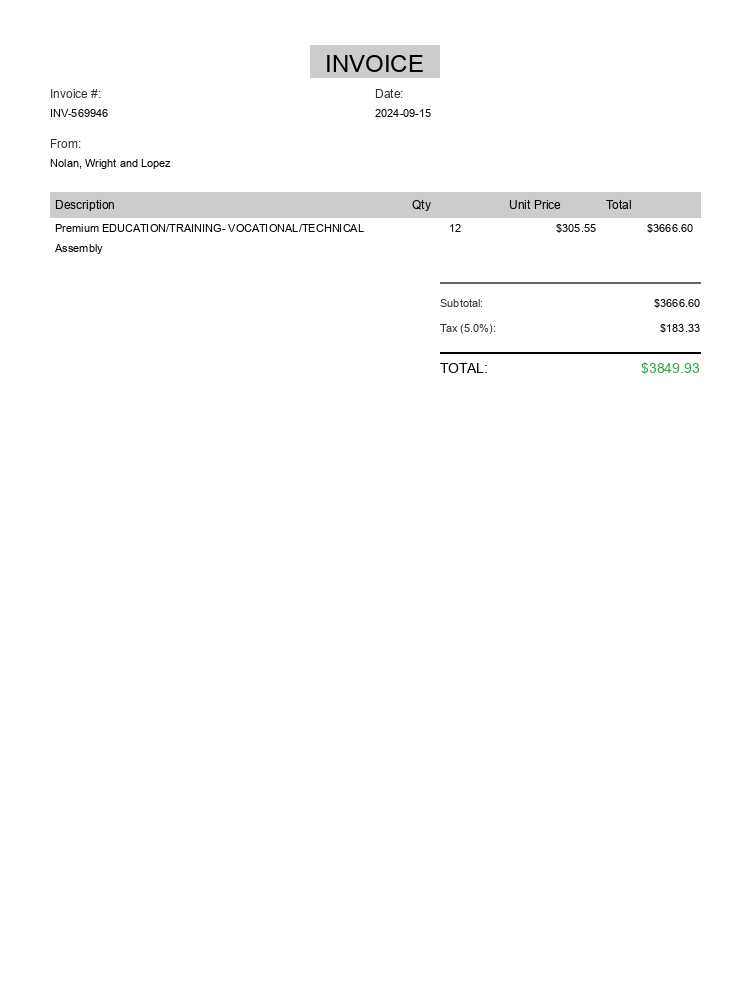 INVOICE
Invoice #: Date:
INV-569946 2024-09-15
From:
Nolan, Wright and Lopez
Description Qty Unit Price Total
Premium EDUCATION/TRAINING- VOCATIONAL/TECHNICAL 12 $305.55 $3666.60
Assembly
Subtotal: $3666.60
Tax (5.0%): $183.33
TOTAL: $3849.93